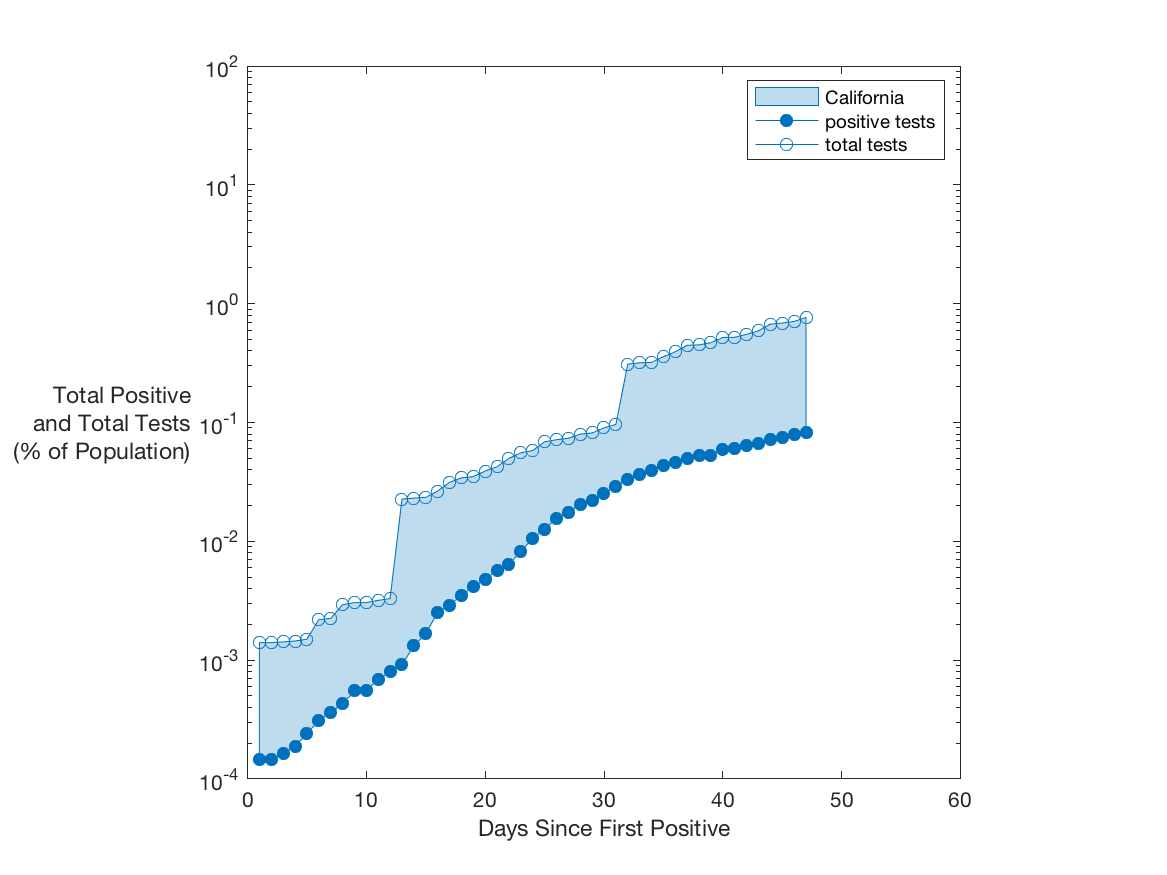 10^2
10^1
10^0
10^-1
10^-2
10^-3
10^-4
Total Positive
and Total Tests
(% of Population)
California
positive tests
total tests
0 10 20 30 40 50 60
Days Since First Positive